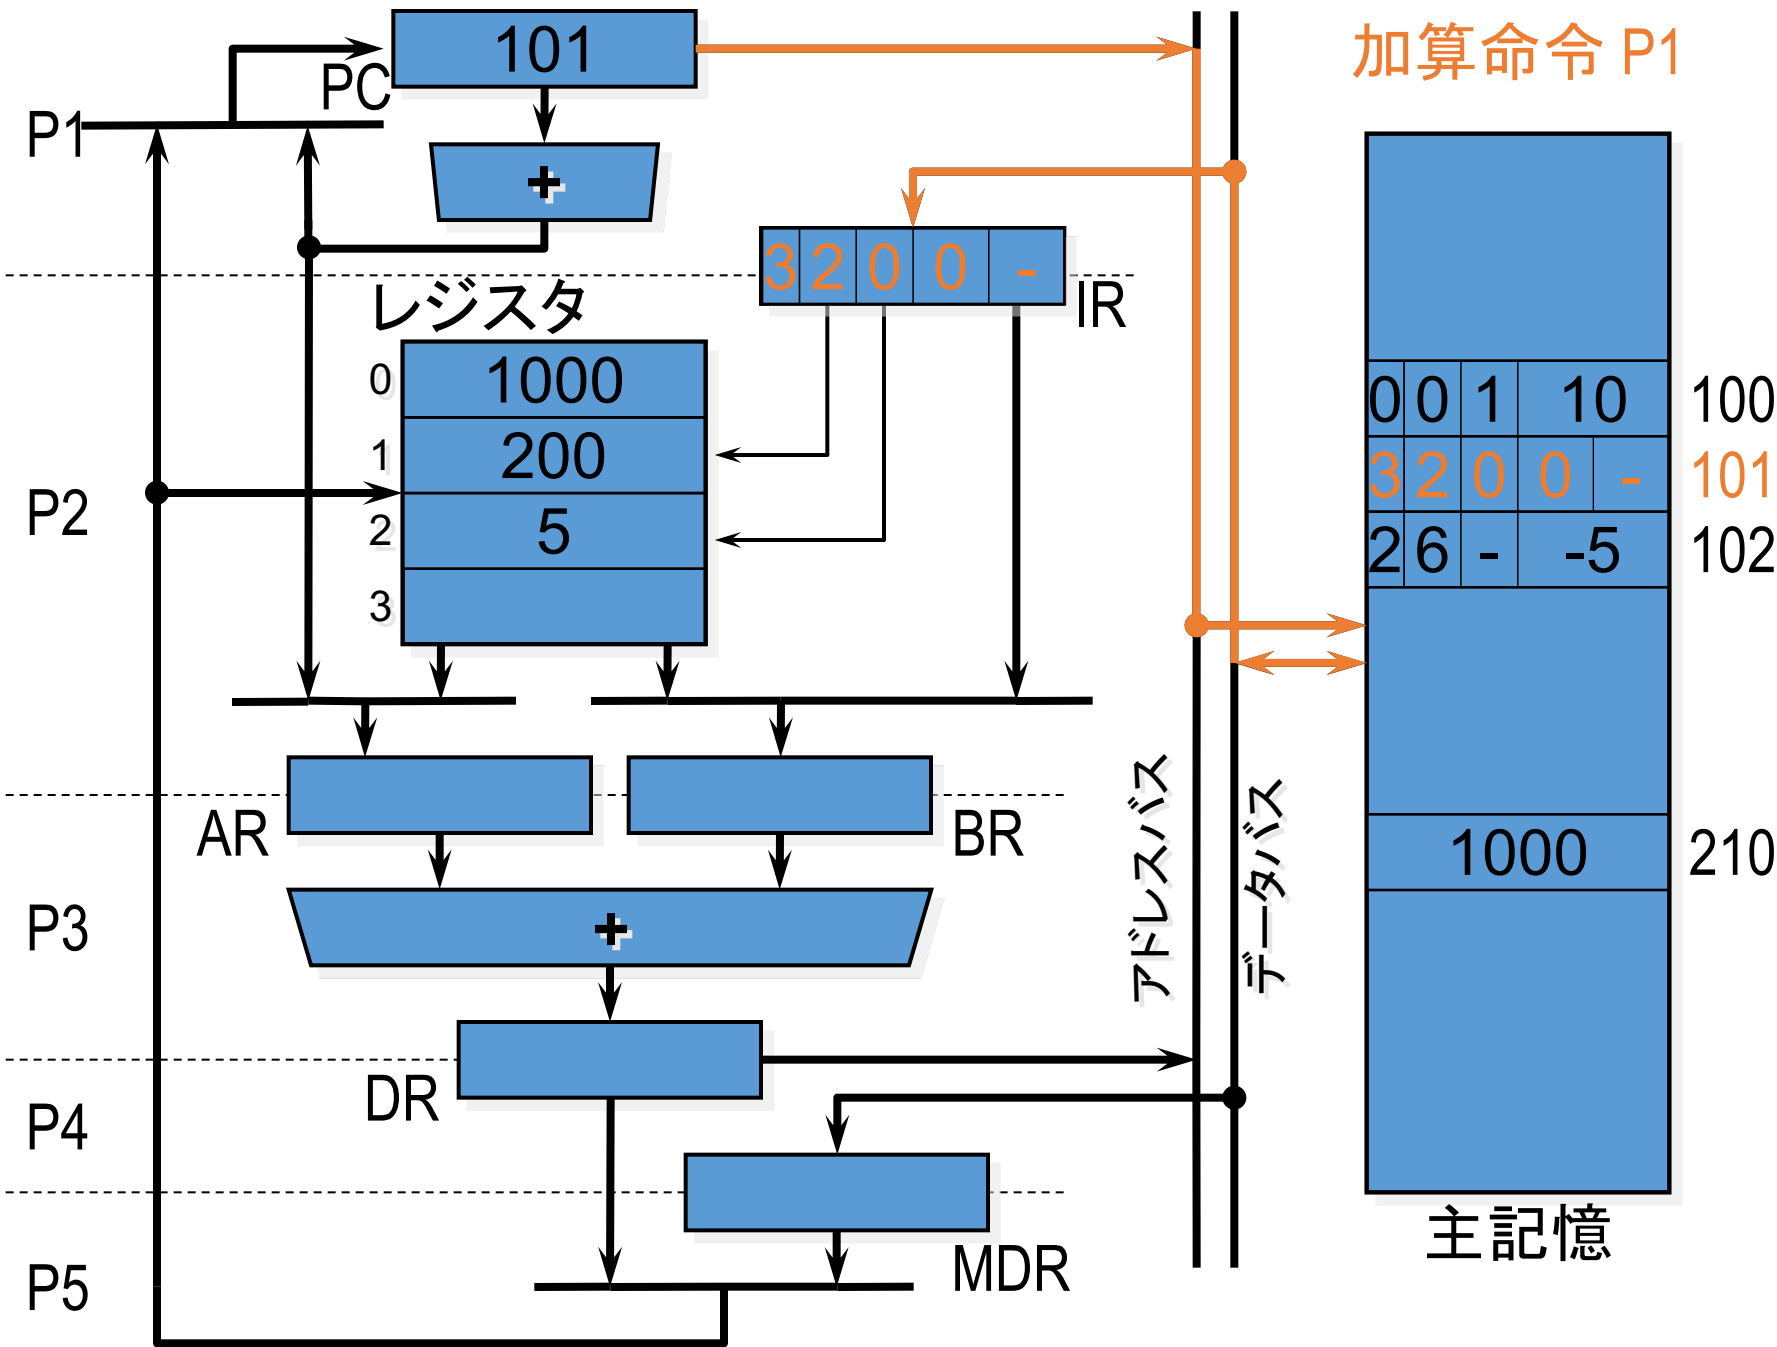 加算命令 P1
101
PC
P1
+
3 2 0 0 -
IR
レジスタ
0 1000
1 200
2 5
3
P2
0 0 1 10 100
3 2 0 0 - 101
2 6 - -5 102
アドレスバス
データバス
AR
BR
1000 210
P3
+
DR
P4
主記憶
MDR
P5